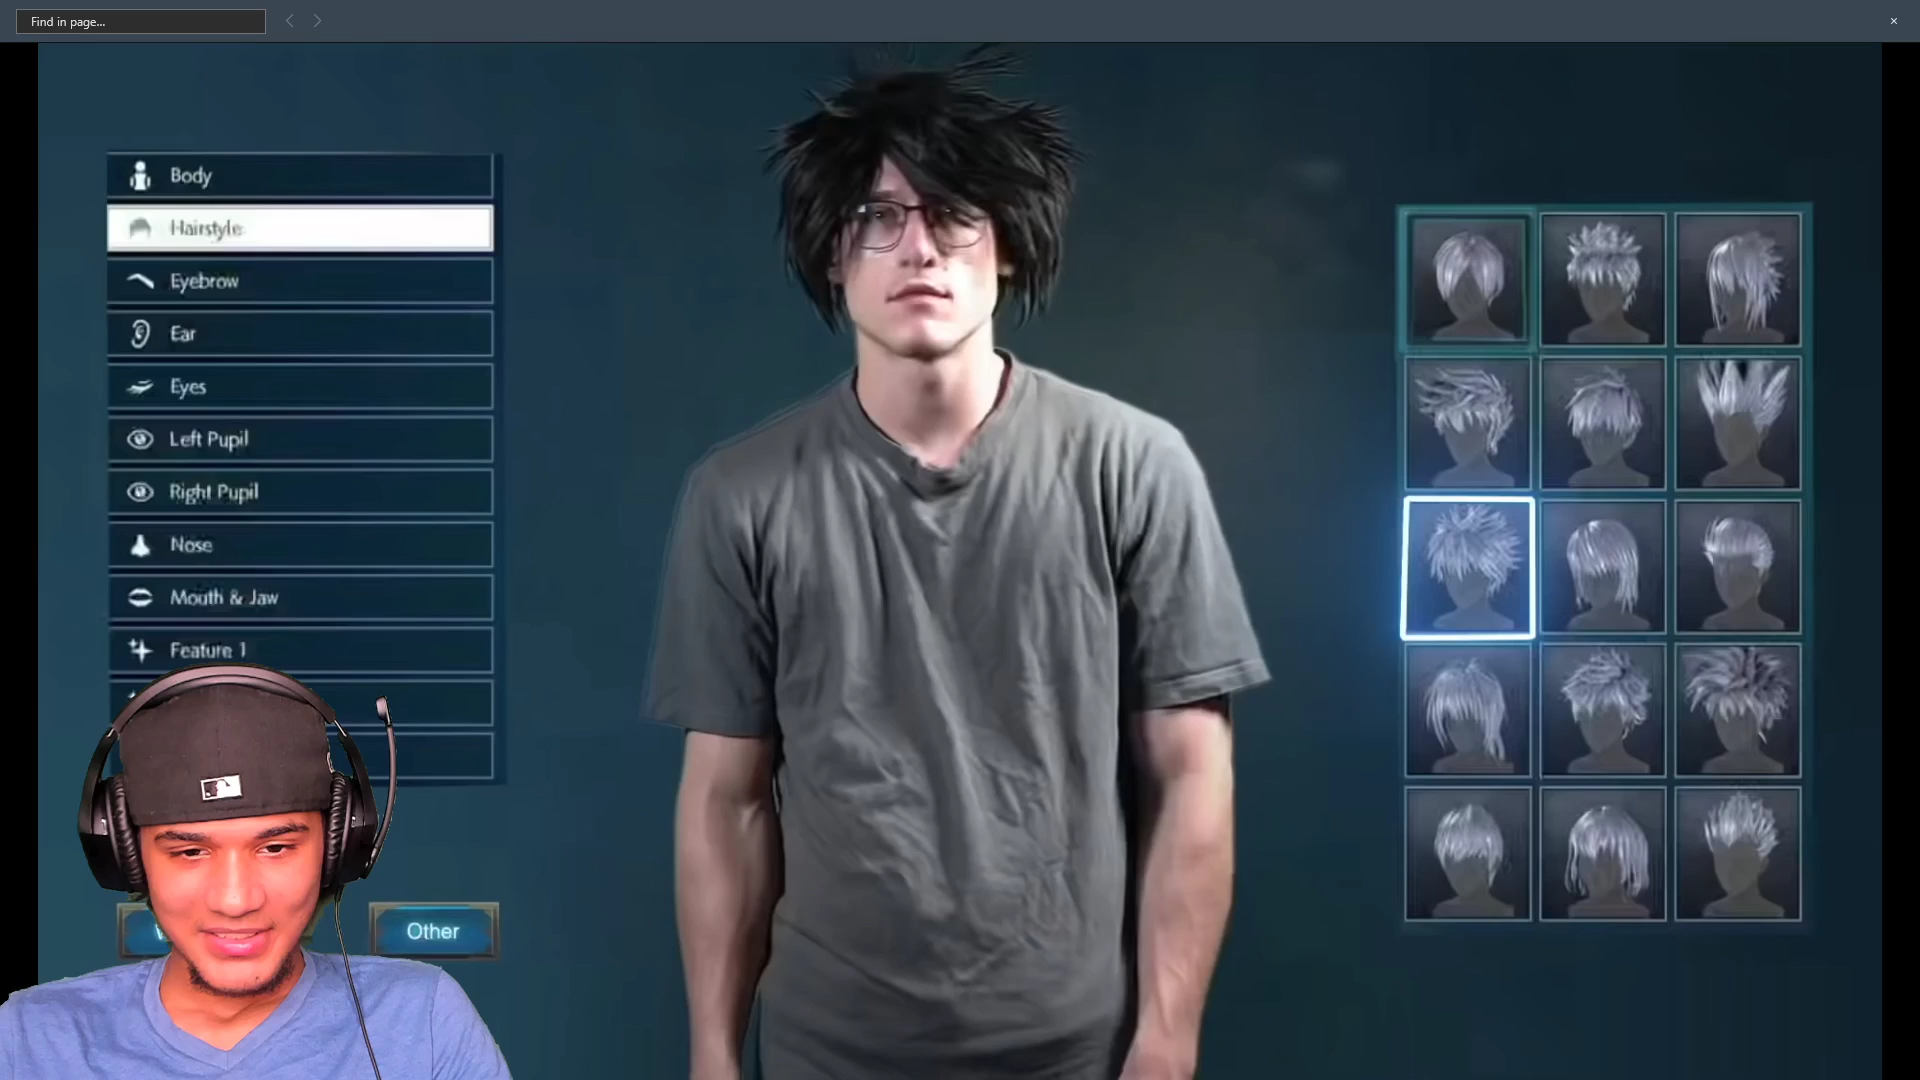 Find in page...
Body
Hairstyle
Eyebrow
Ear
Eyes
Left Pupil
Right Pupil
Nose
Mouth & Jaw
Feature 1
Other